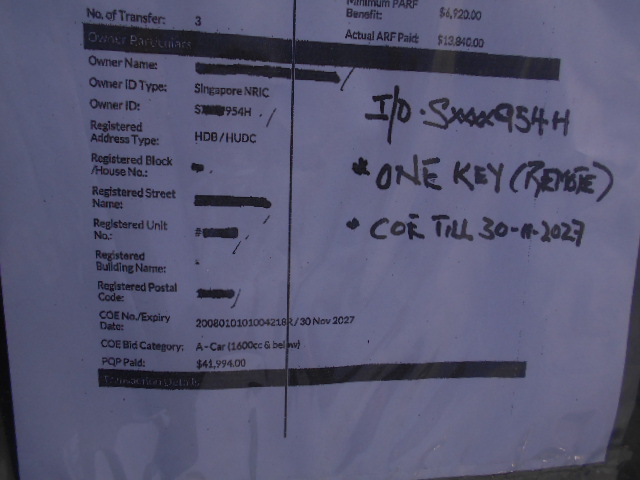 No. of Transfer: 3
Minimum PARF Benefit: $6,920.00
Actual ARF Paid: $13,840.00
Owner Particulars
Owner Name:
Owner ID Type: Singapore NRIC
Owner ID: S 954H
Registered Address Type: HDB / HUDC
Registered Block /House No.:
Registered Street Name:
Registered Unit No.: #
Registered Building Name: -
Registered Postal Code:
COE No./Expiry Date: 2008010101004218R / 30 Nov 2027
COE Bid Category: A - Car (1600cc & below)
PQP Paid: $41,994.00
Transaction Details
I/D. Sxxxx954H
* ONE KEY (REMOTE)
* COE TILL 30-11-2027